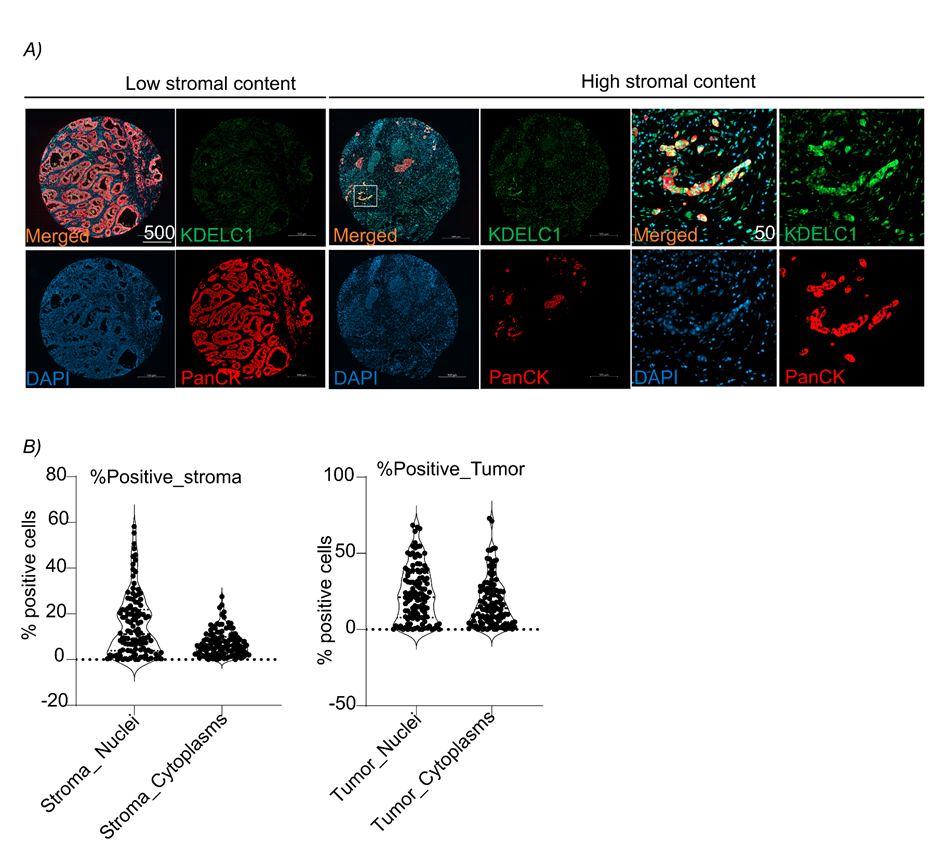 A)
Low stromal content
High stromal content
Merged
500
KDELC1
Merged
KDELC1
Merged
50
KDELC1
DAPI
PanCK
DAPI
PanCK
DAPI
PanCK
B)
%Positive_stroma
% positive cells
80
60
40
20
0
-20
Stroma_Nuclei
Stroma_Cytoplasms
%Positive_Tumor
% positive cells
100
50
0
-50
Tumor_Nuclei
Tumor_Cytoplasms